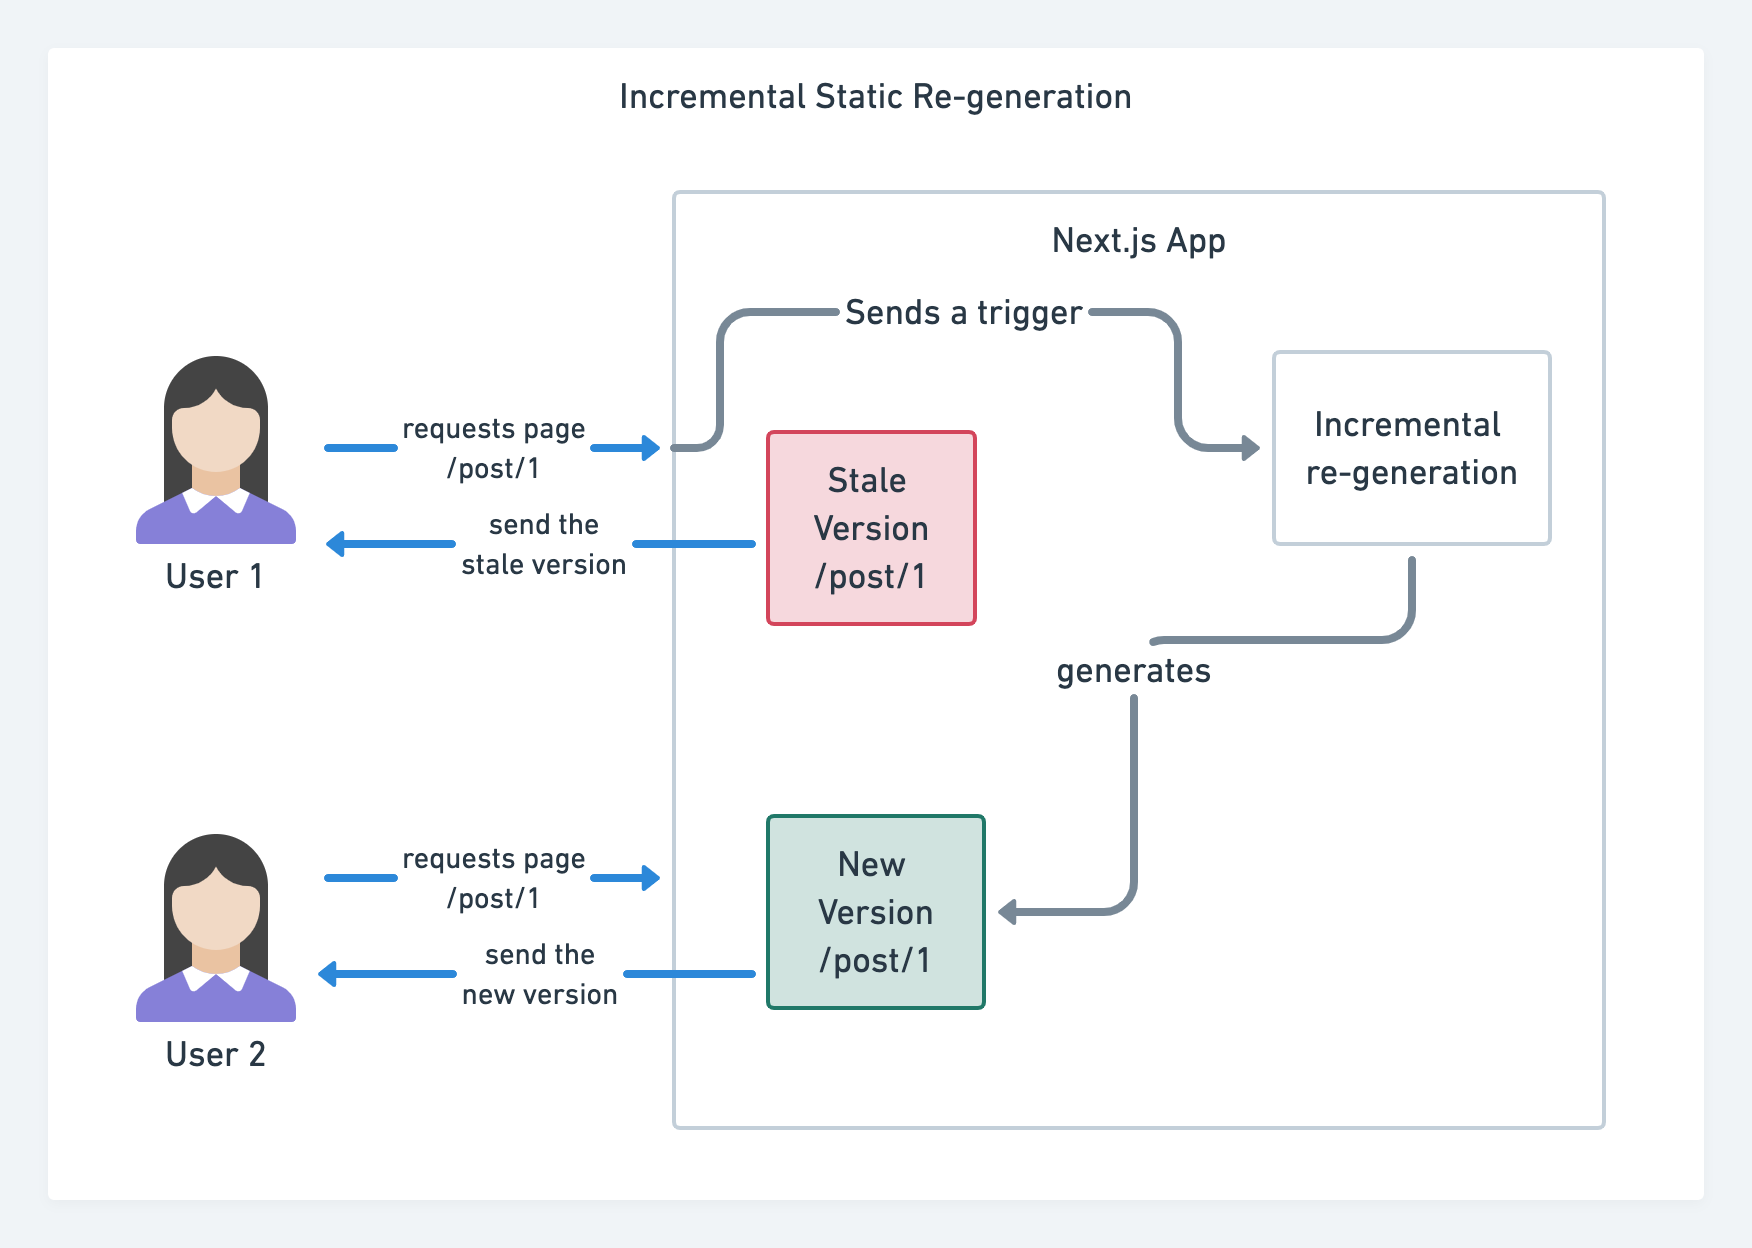 Incremental Static Re-generation
Next.js App
Sends a trigger
requests page
/post/1
Incremental
re-generation
Stale
Version
/post/1
send the
stale version
User 1
generates
requests page
/post/1
New
Version
/post/1
send the
new version
User 2